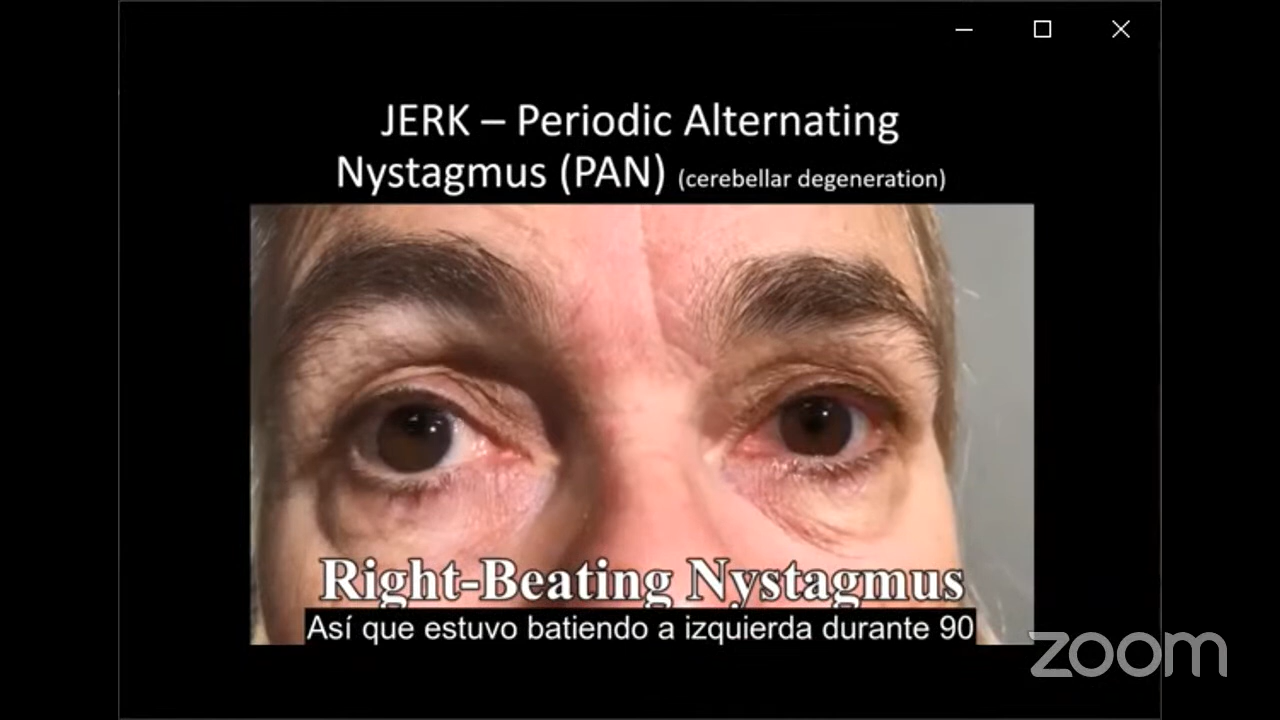 JERK – Periodic Alternating
Nystagmus (PAN) (cerebellar degeneration)
Right-Beating Nystagmus
Así que estuvo batiendo a izquierda durante 90
zoom